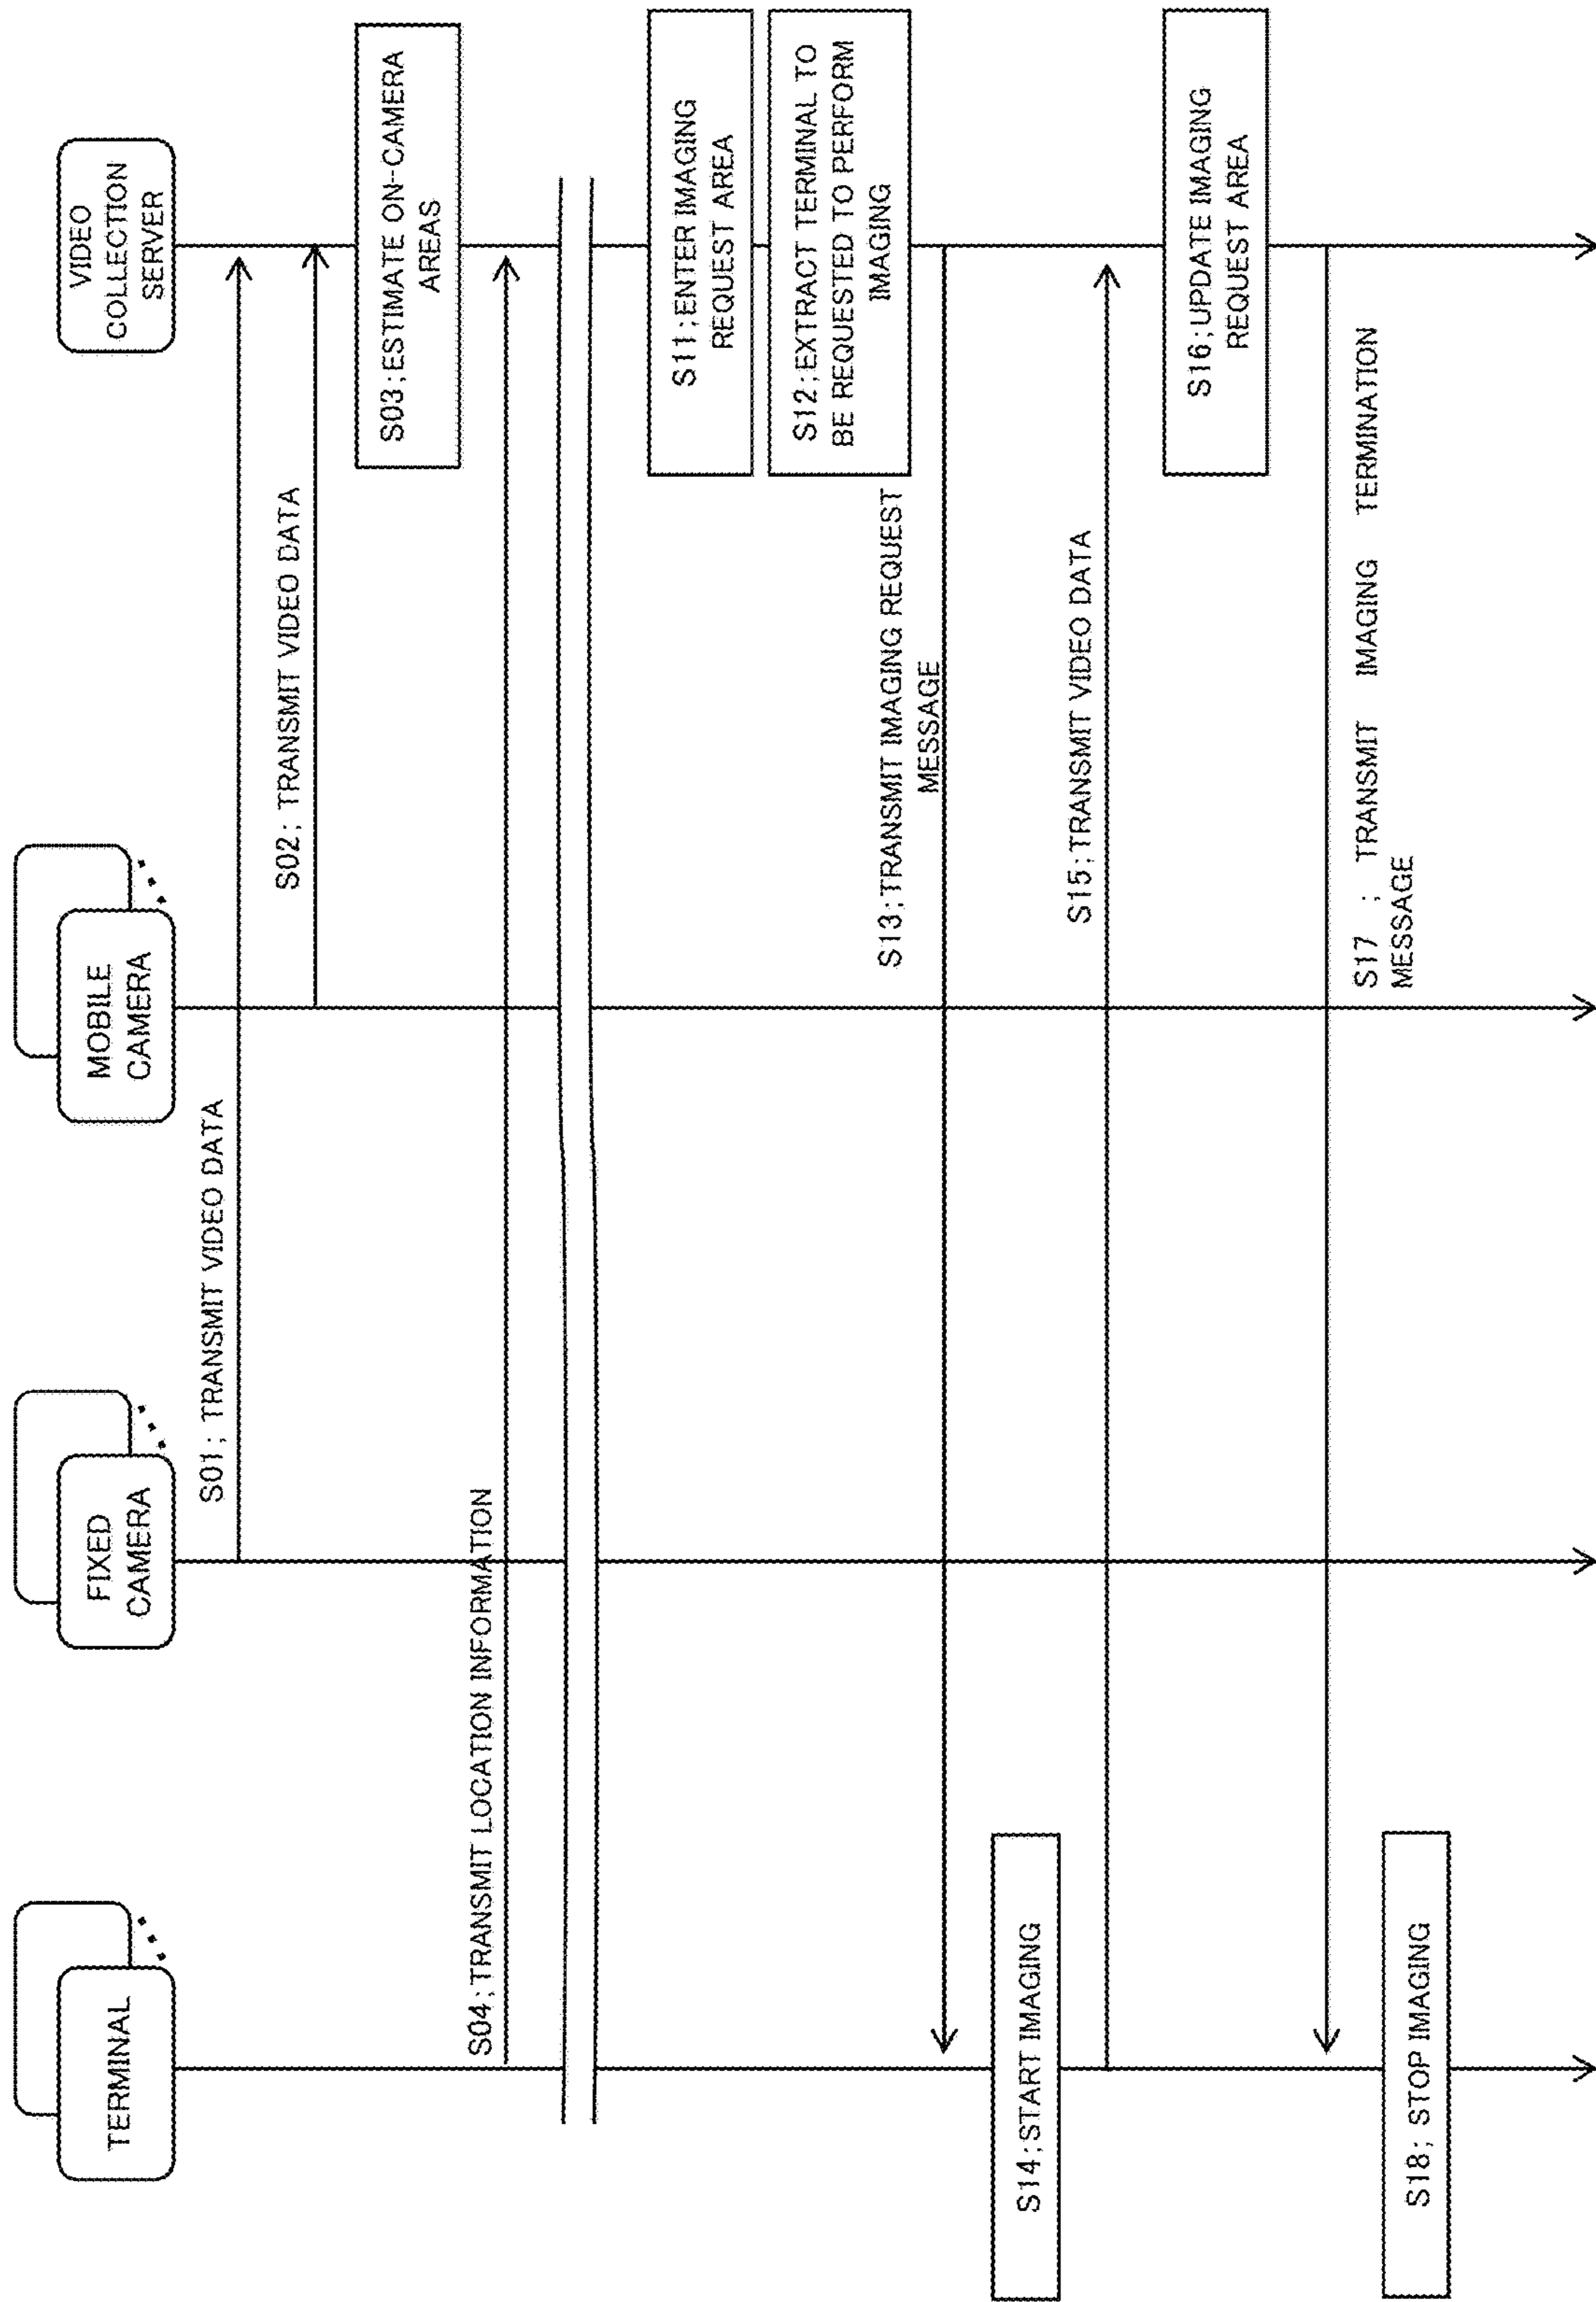 TERMINAL
FIXED
CAMERA
MOBILE
CAMERA
VIDEO
COLLECTION
SERVER
S01; TRANSMIT VIDEO DATA
S02; TRANSMIT VIDEO DATA
S03;ESTIMATE ON-CAMERA
AREAS
S04;TRANSMIT LOCATION INFORMATION
S11;ENTER IMAGING
REQUEST AREA
S12;EXTRACT TERMINAL TO
BE REQUESTED TO PERFORM
IMAGING
S13;TRANSMIT IMAGING REQUEST
MESSAGE
S14;START IMAGING
S15;TRANSMIT VIDEO DATA
S16;UPDATE IMAGING
REQUEST AREA
S17 ; TRANSMIT IMAGING TERMINATION
MESSAGE
S18; STOP IMAGING